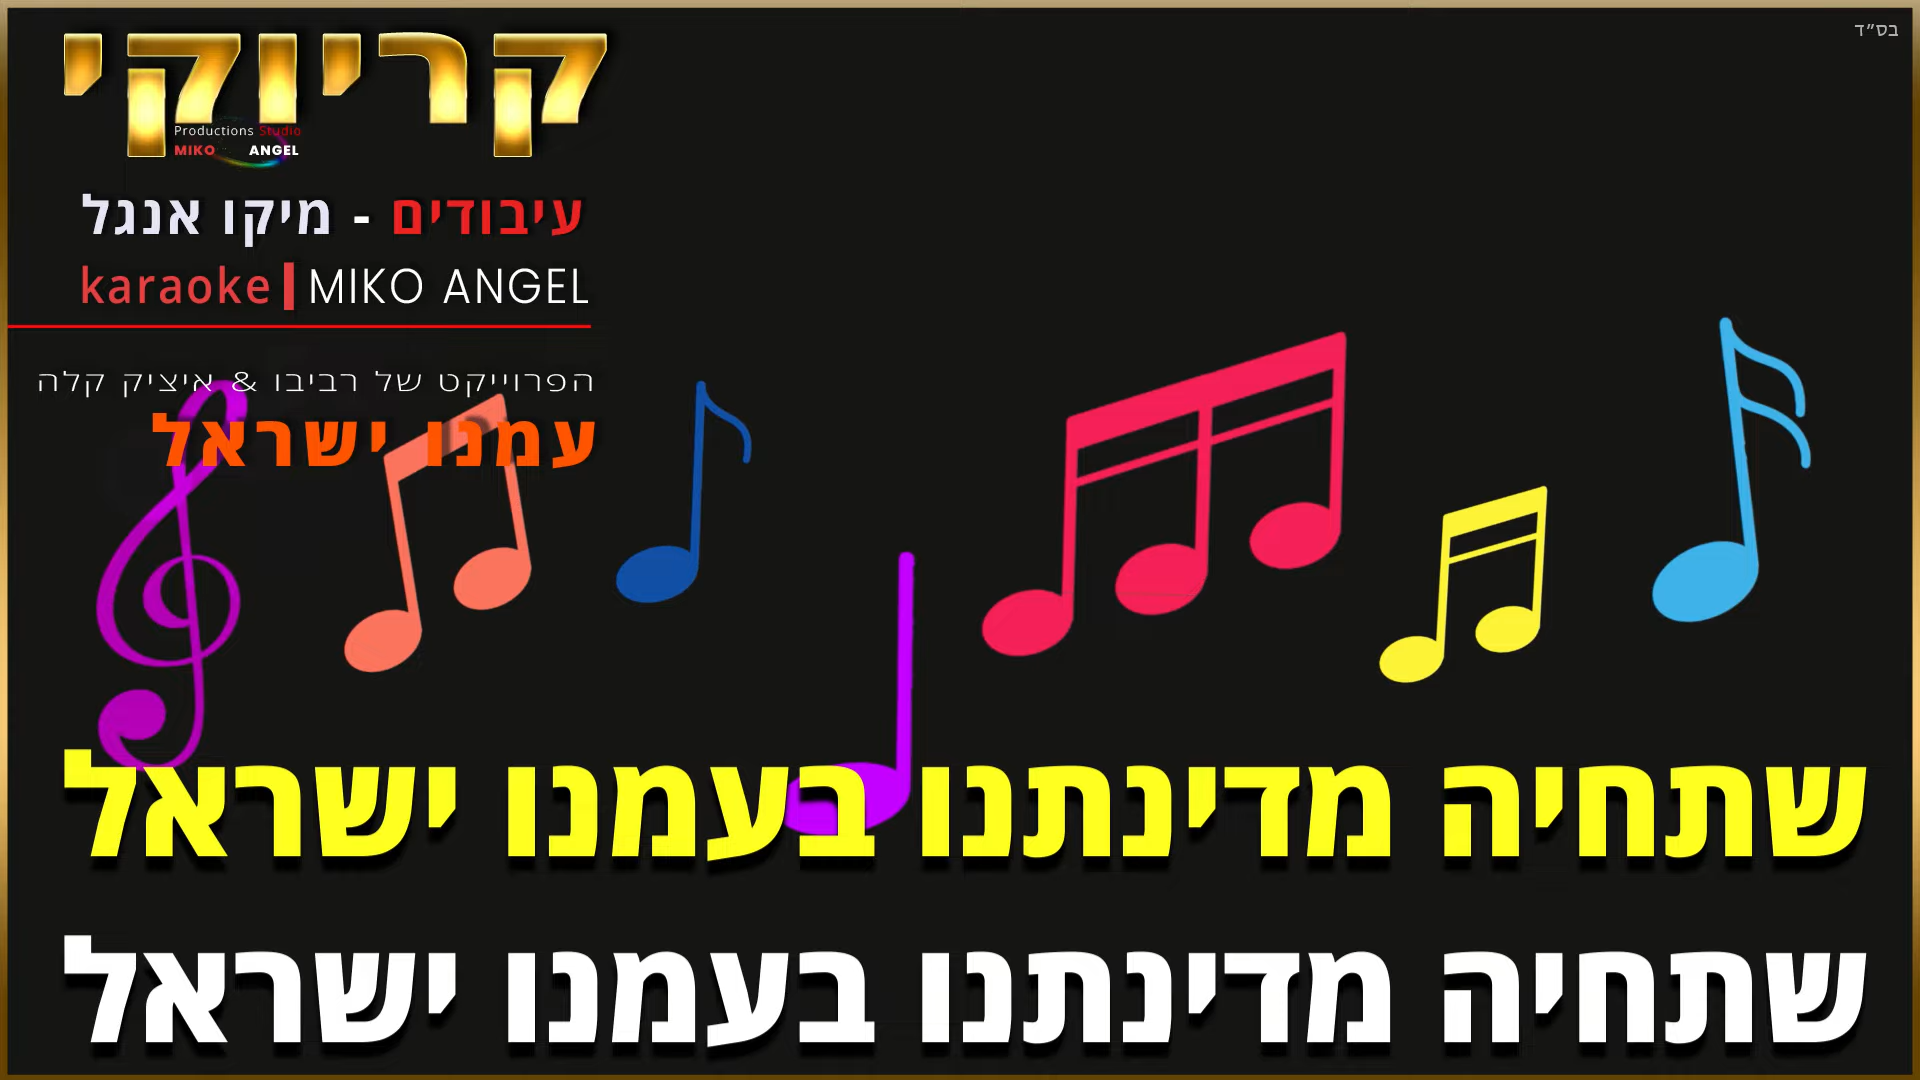 בס״ד
קריוקי
Productions Studio
MIKO ANGEL
עיבודים - מיקו אנגל
karaoke | MIKO ANGEL
הפרוייקט של רביבו & איציק קלה
עמנו ישראל
שתחיה מדינתנו בעמנו ישראל
שתחיה מדינתנו בעמנו ישראל